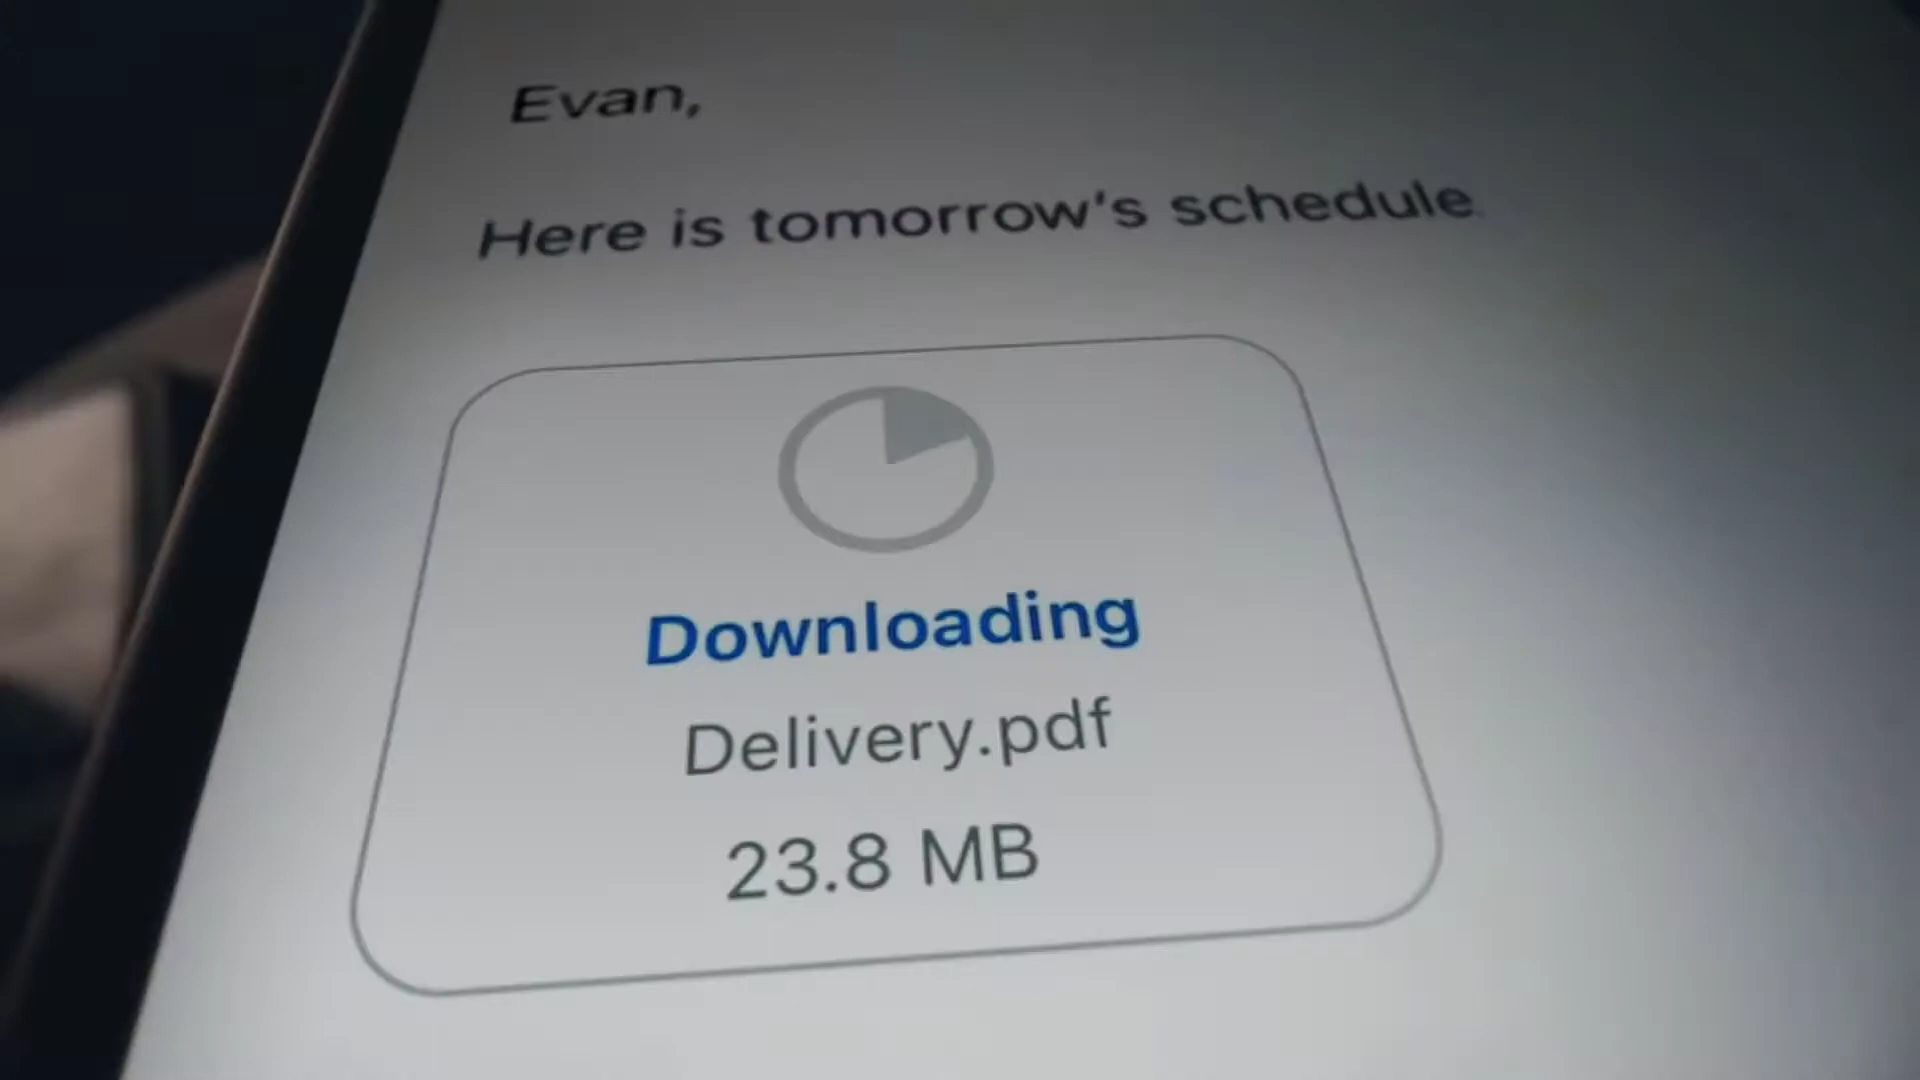 Evan,
Here is tomorrow's schedule.
Downloading
Delivery.pdf
23.8 MB